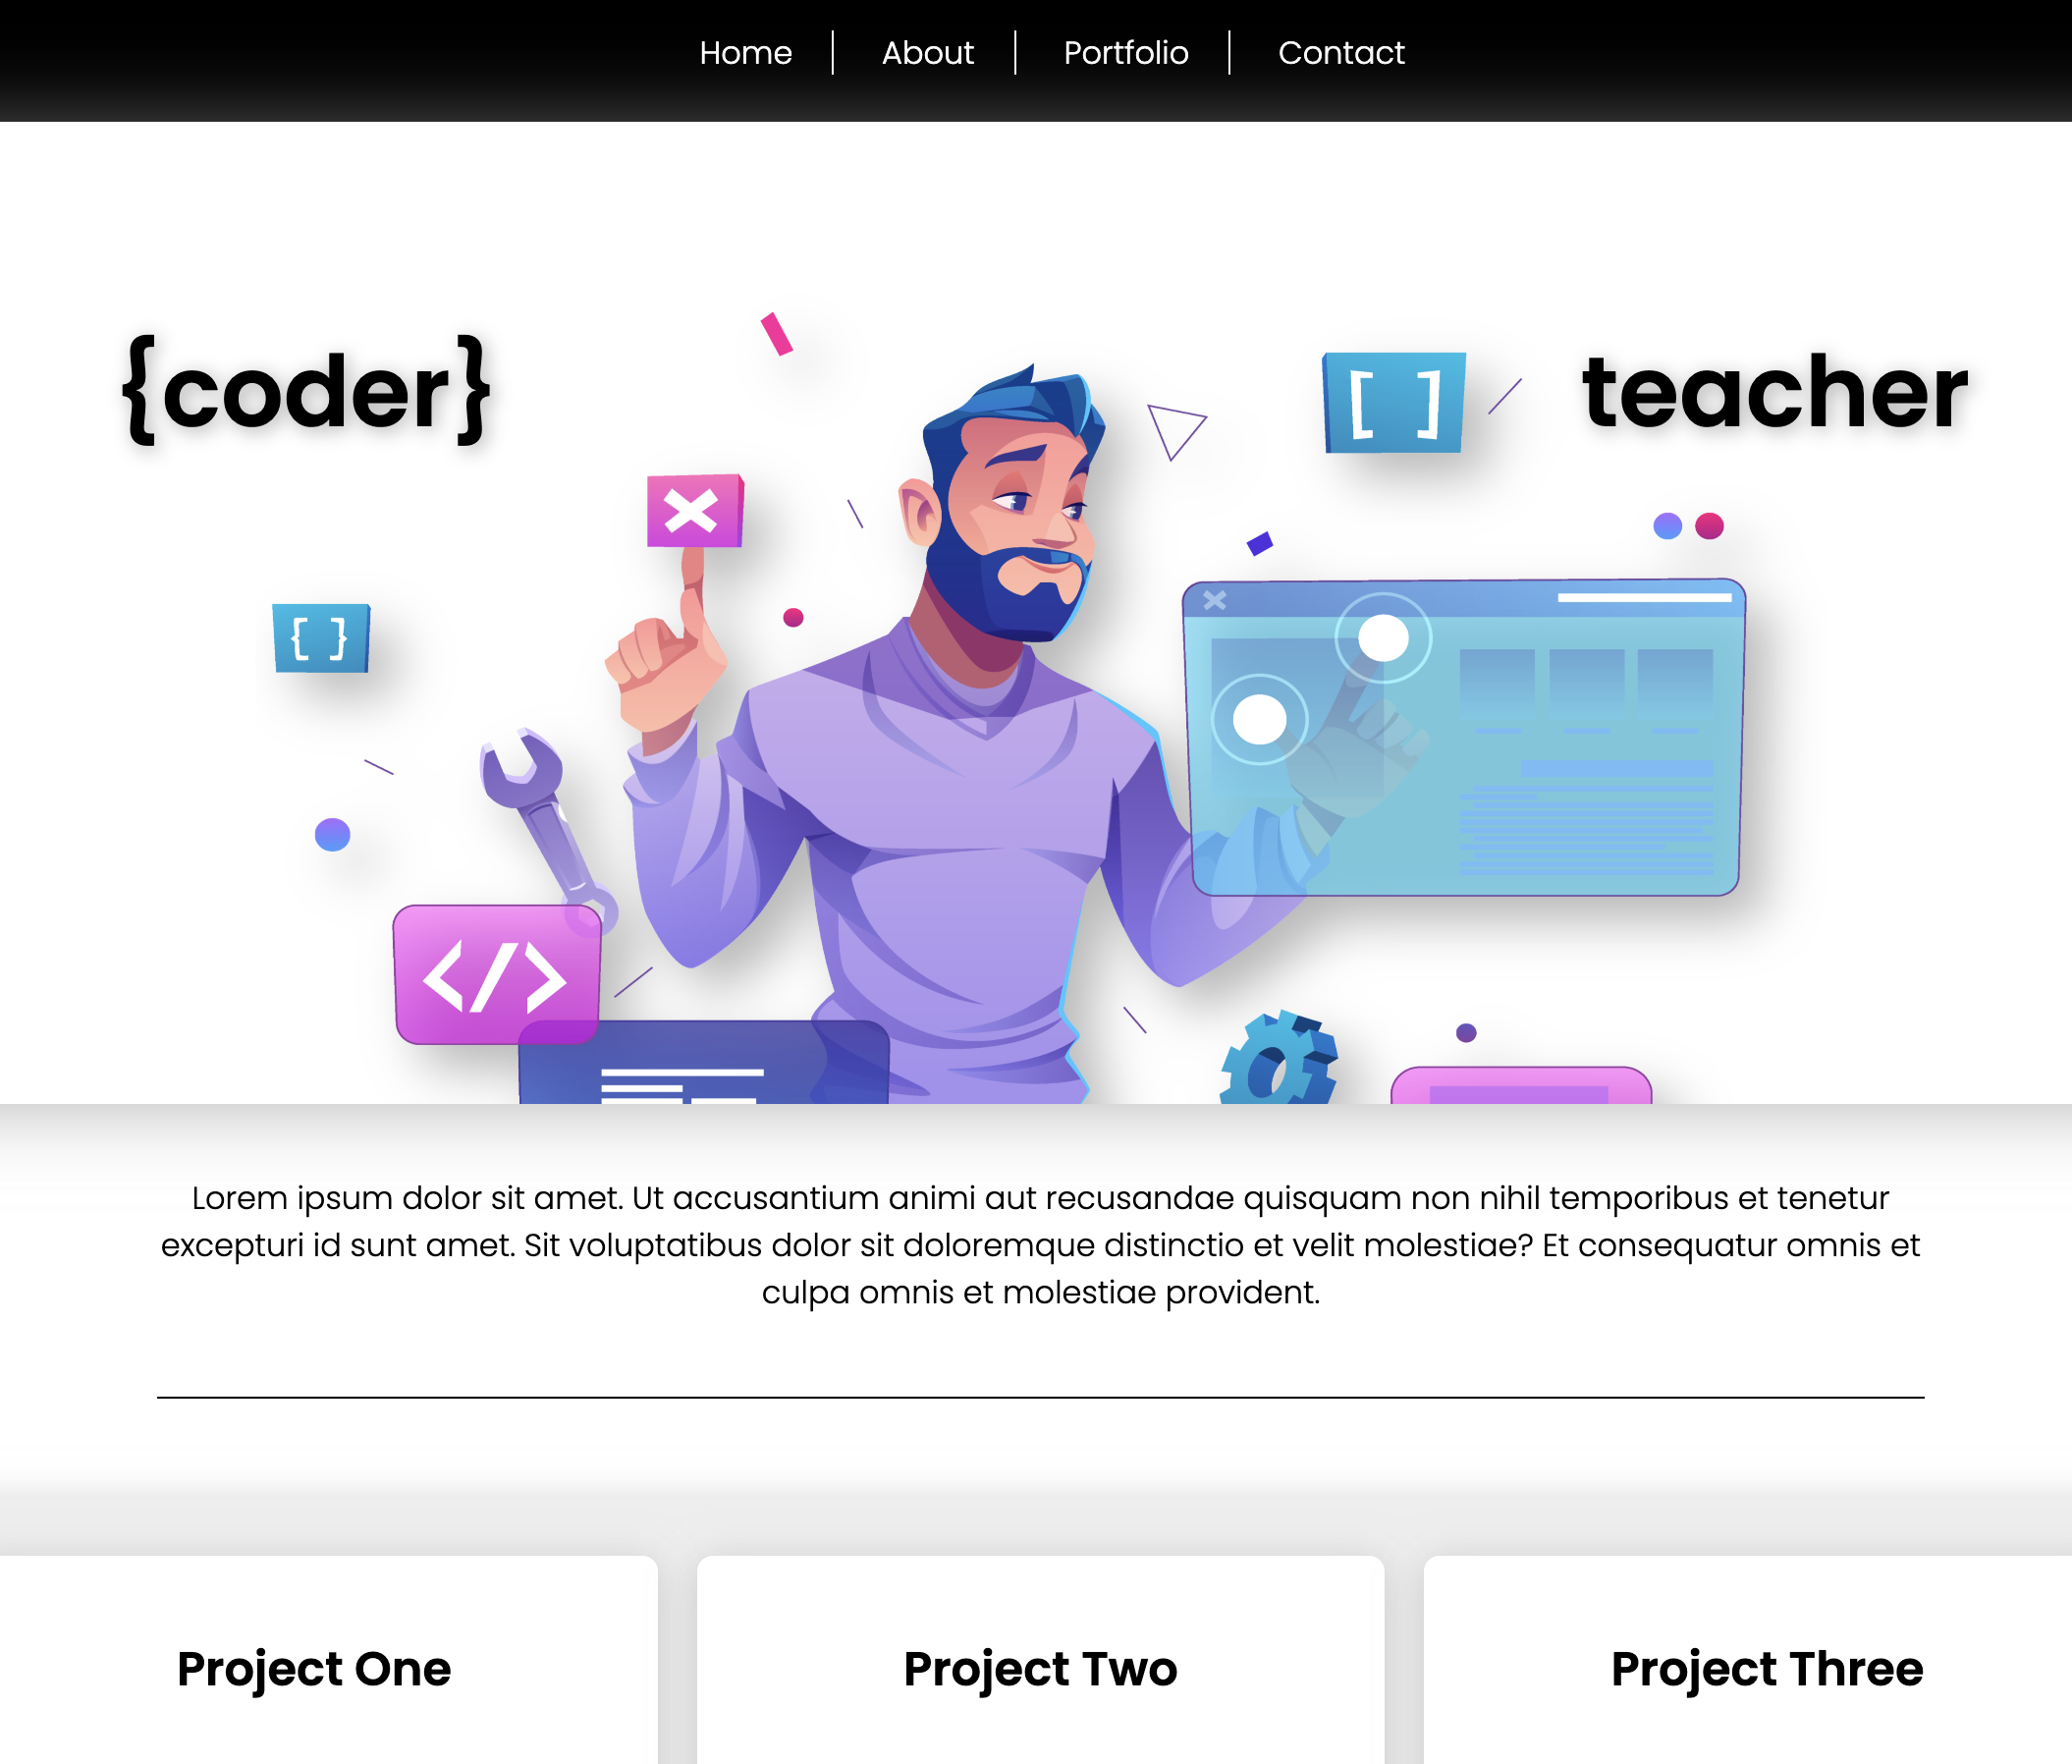 Home
About
Portfolio
Contact
{coder}
teacher
[ ]
{ }
</>
Lorem ipsum dolor sit amet. Ut accusantium animi aut recusandae quisquam non nihil temporibus et tenetur
excepturi id sunt amet. Sit voluptatibus dolor sit doloremque distinctio et velit molestiae? Et consequatur omnis et
culpa omnis et molestiae provident.
Project One
Project Two
Project Three